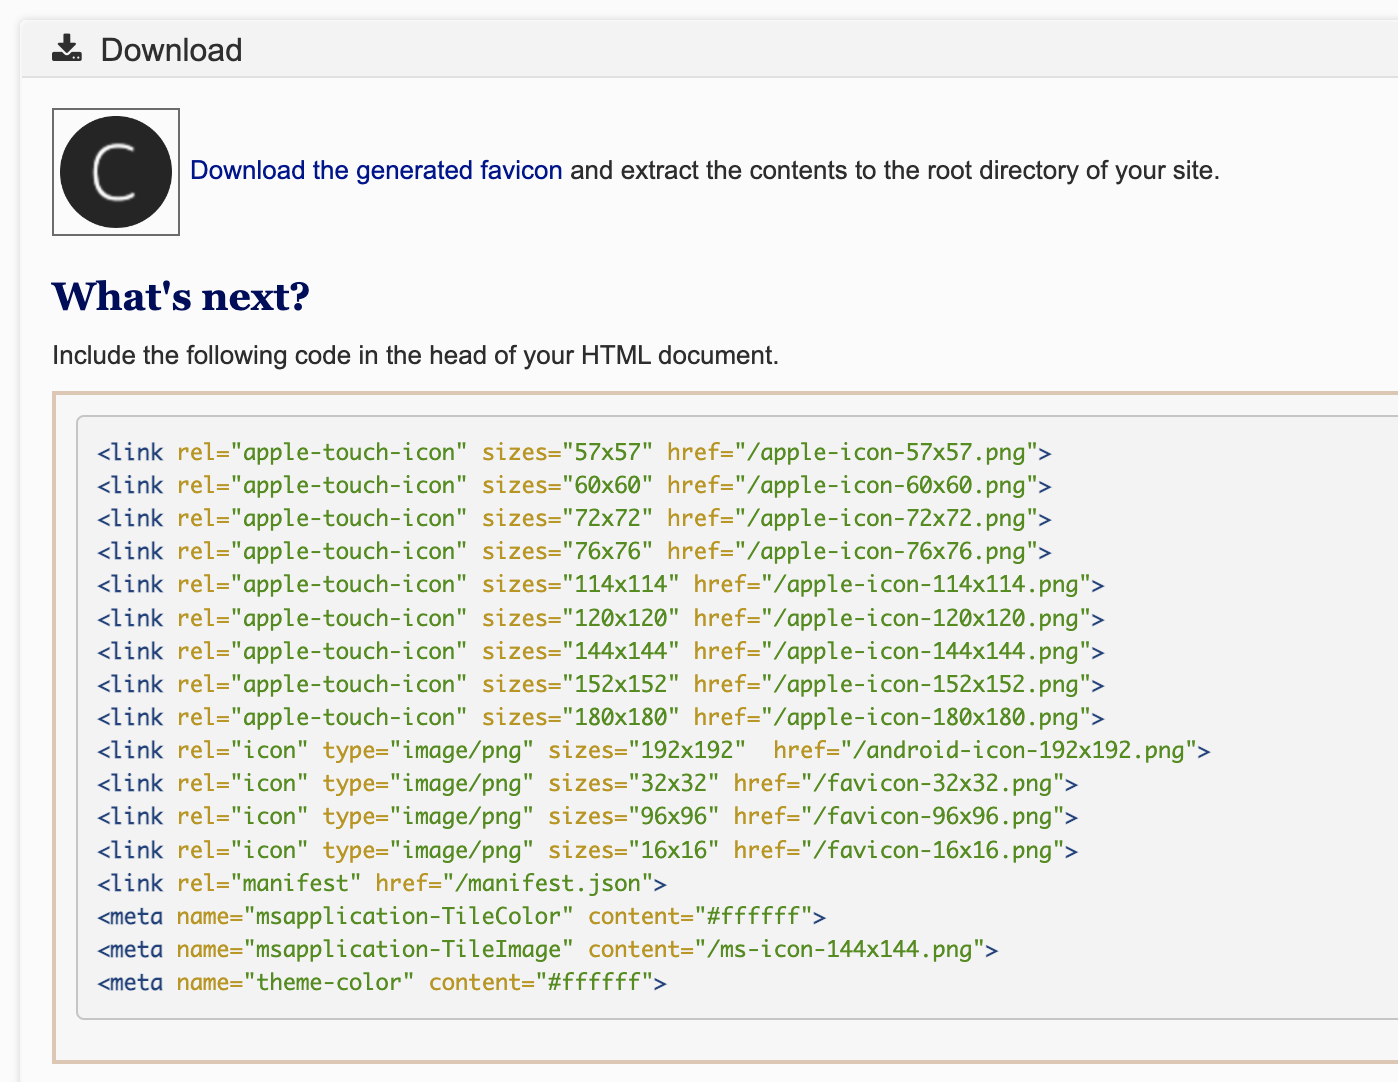 Download
C
Download the generated favicon and extract the contents to the root directory of your site.
What's next?
Include the following code in the head of your HTML document.
<link rel="apple-touch-icon" sizes="57x57" href="/apple-icon-57x57.png">
<link rel="apple-touch-icon" sizes="60x60" href="/apple-icon-60x60.png">
<link rel="apple-touch-icon" sizes="72x72" href="/apple-icon-72x72.png">
<link rel="apple-touch-icon" sizes="76x76" href="/apple-icon-76x76.png">
<link rel="apple-touch-icon" sizes="114x114" href="/apple-icon-114x114.png">
<link rel="apple-touch-icon" sizes="120x120" href="/apple-icon-120x120.png">
<link rel="apple-touch-icon" sizes="144x144" href="/apple-icon-144x144.png">
<link rel="apple-touch-icon" sizes="152x152" href="/apple-icon-152x152.png">
<link rel="apple-touch-icon" sizes="180x180" href="/apple-icon-180x180.png">
<link rel="icon" type="image/png" sizes="192x192"  href="/android-icon-192x192.png">
<link rel="icon" type="image/png" sizes="32x32" href="/favicon-32x32.png">
<link rel="icon" type="image/png" sizes="96x96" href="/favicon-96x96.png">
<link rel="icon" type="image/png" sizes="16x16" href="/favicon-16x16.png">
<link rel="manifest" href="/manifest.json">
<meta name="msapplication-TileColor" content="#ffffff">
<meta name="msapplication-TileImage" content="/ms-icon-144x144.png">
<meta name="theme-color" content="#ffffff">